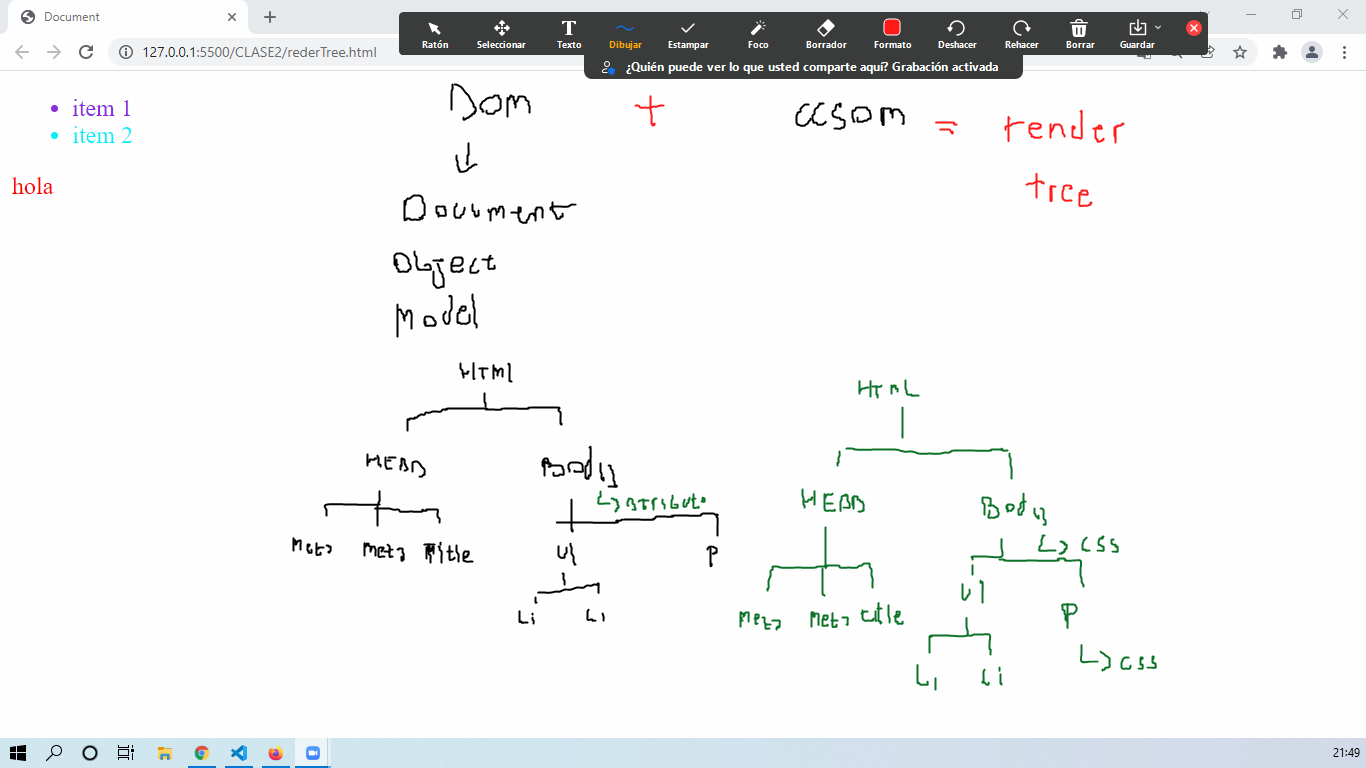 Document
127.0.0.1:5500/CLASE2/rederTree.html
Ratón Seleccionar Texto Dibujar Estampar Foco Borrador Formato Deshacer Rehacer Borrar Guardar
¿Quién puede ver lo que usted comparte aquí? Grabación activada
item 1
item 2
hola
DOM + CCSOM = render
tree
Document
Object
Model
HTML
HEAD Body
Atributo
Meta Meta Title Ul P
Li Li
HTML
HEAD Body
CSS
Ul P
Meta Meta title
CSS
Li Li
21:49